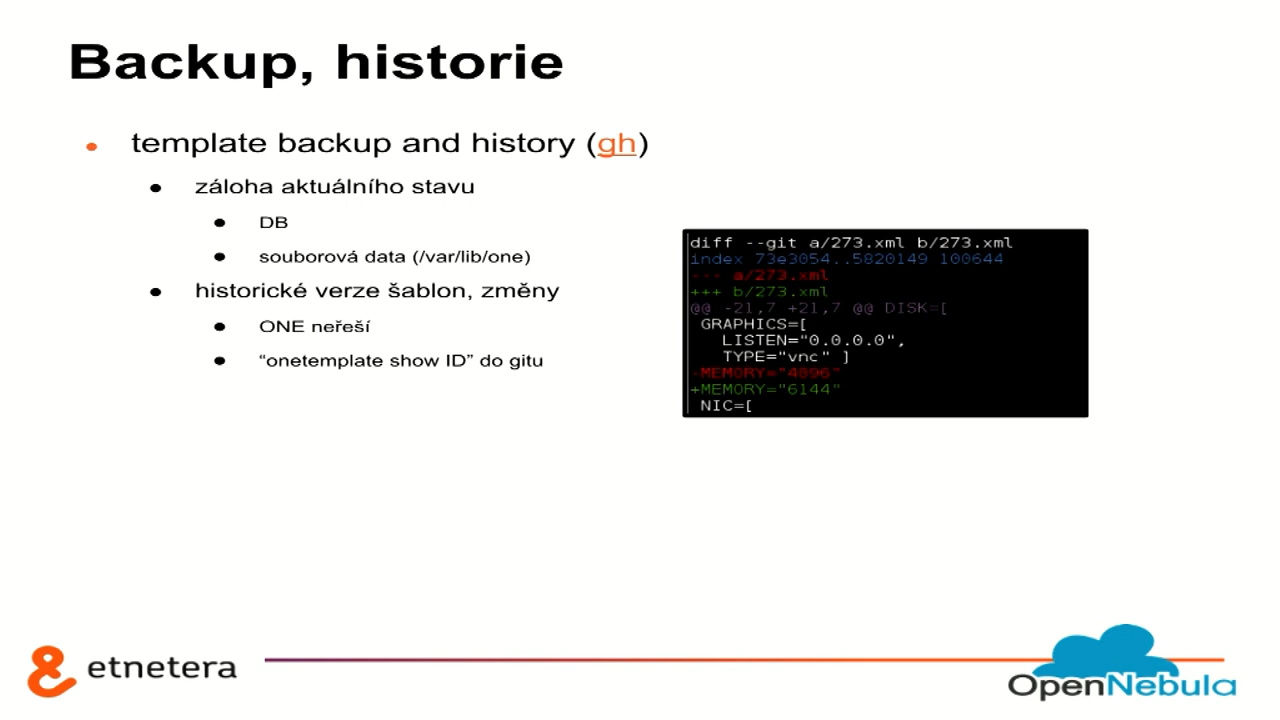 Backup, historie
template backup and history (gh)
záloha aktuálního stavu
DB
souborová data (/var/lib/one)
historické verze šablon, změny
ONE neřeší
“onetemplate show ID” do gitu
diff --git a/273.xml b/273.xml
index 73e3054..5820149 100644
--- a/273.xml
+++ b/273.xml
@@ -21,7 +21,7 @@ DISK=[
GRAPHICS=[
LISTEN="0.0.0.0",
TYPE="vnc" ]
-MEMORY="4096"
+MEMORY="6144"
NIC=[
etnetera
OpenNebula